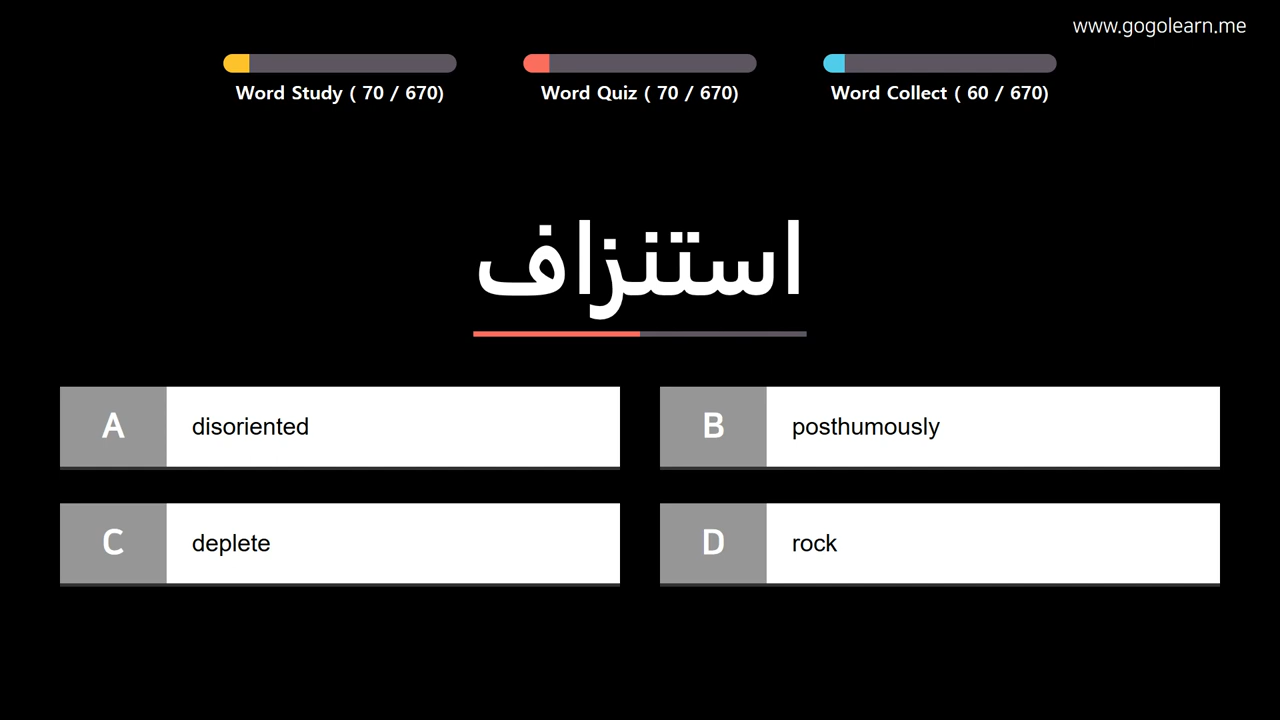 www.gogolearn.me
Word Study ( 70 / 670)
Word Quiz ( 70 / 670)
Word Collect ( 60 / 670)
استنزاف
A disoriented
B posthumously
C deplete
D rock